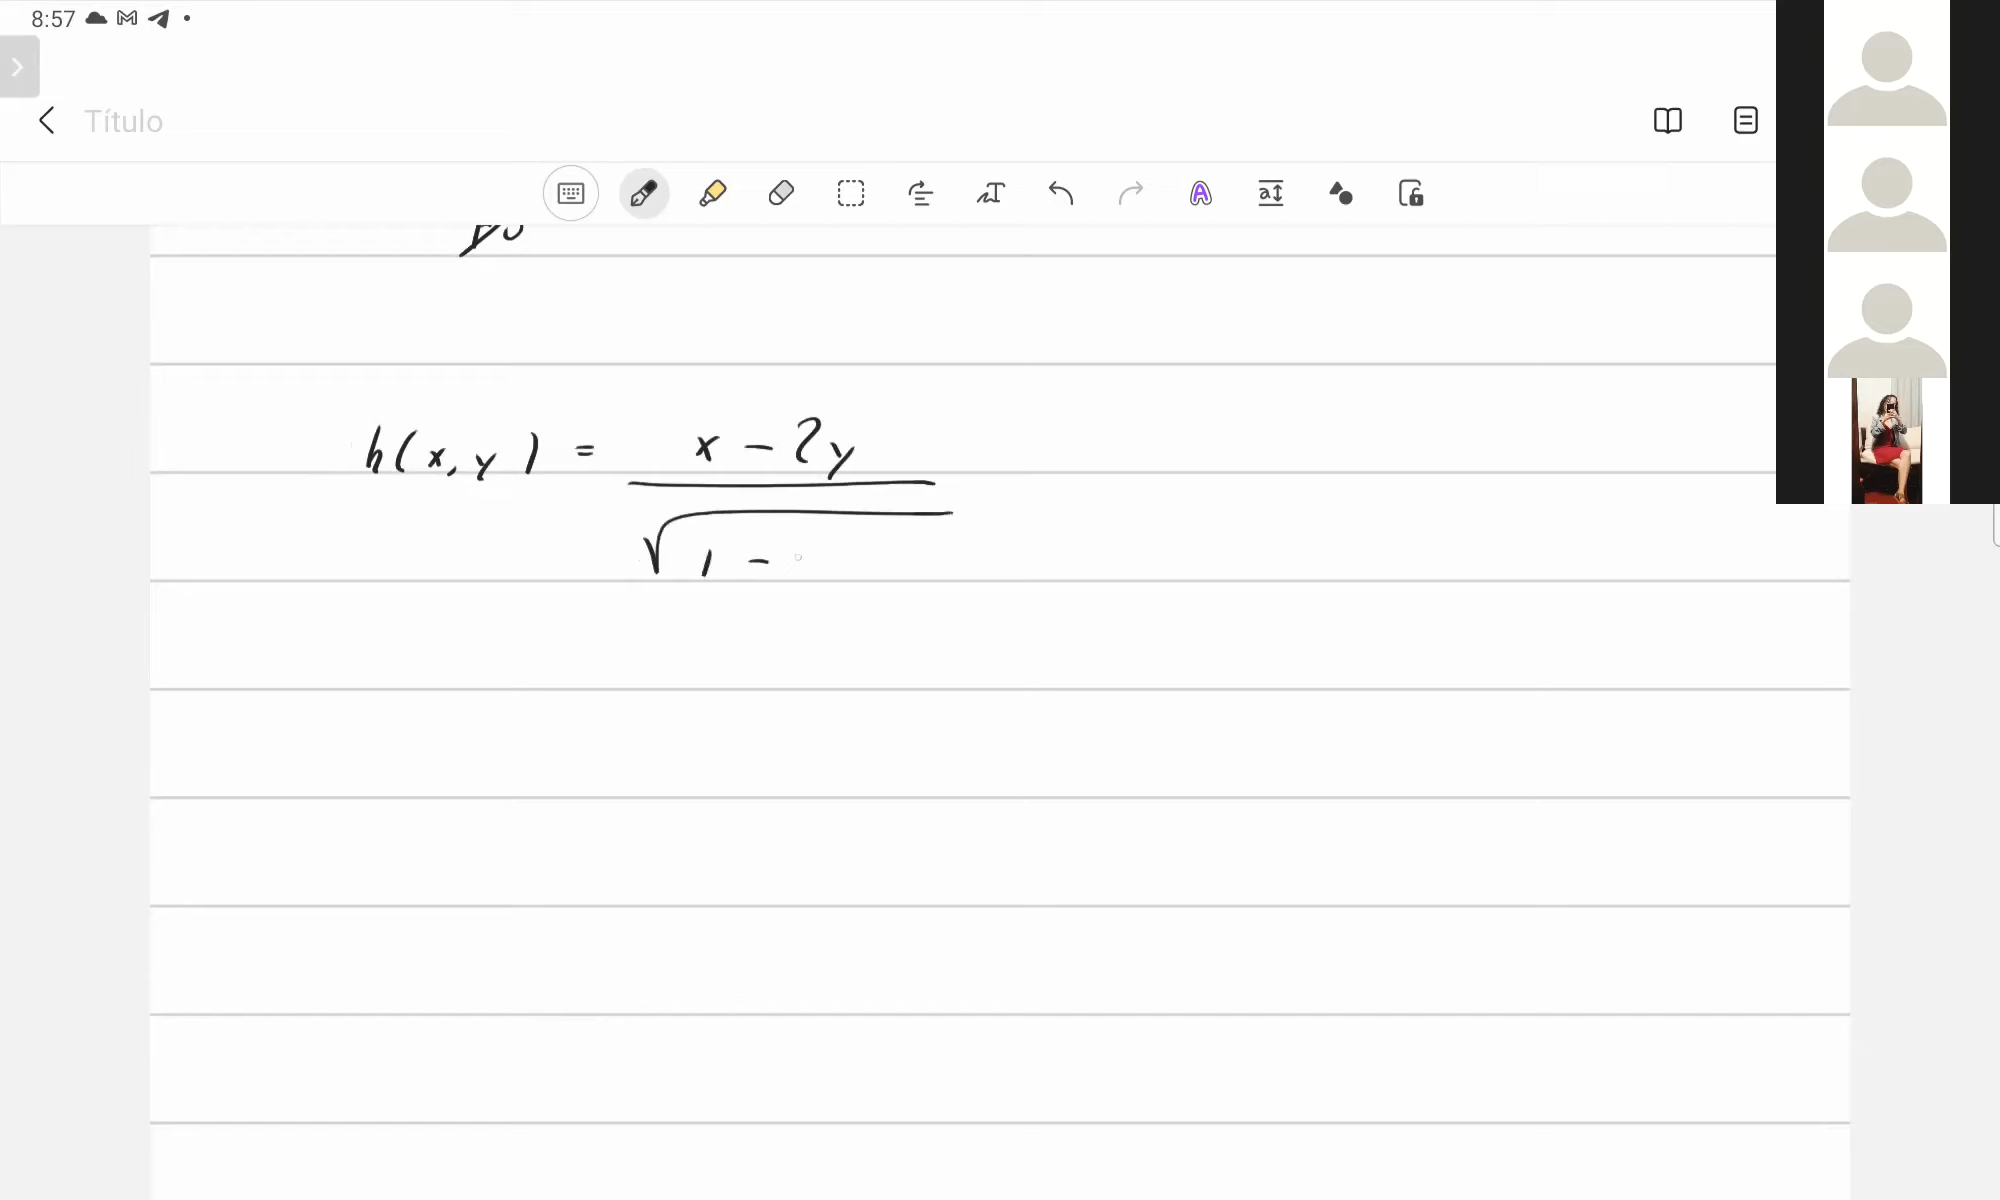 8:57
Título
h(x, y) = x - 2y
√1 -